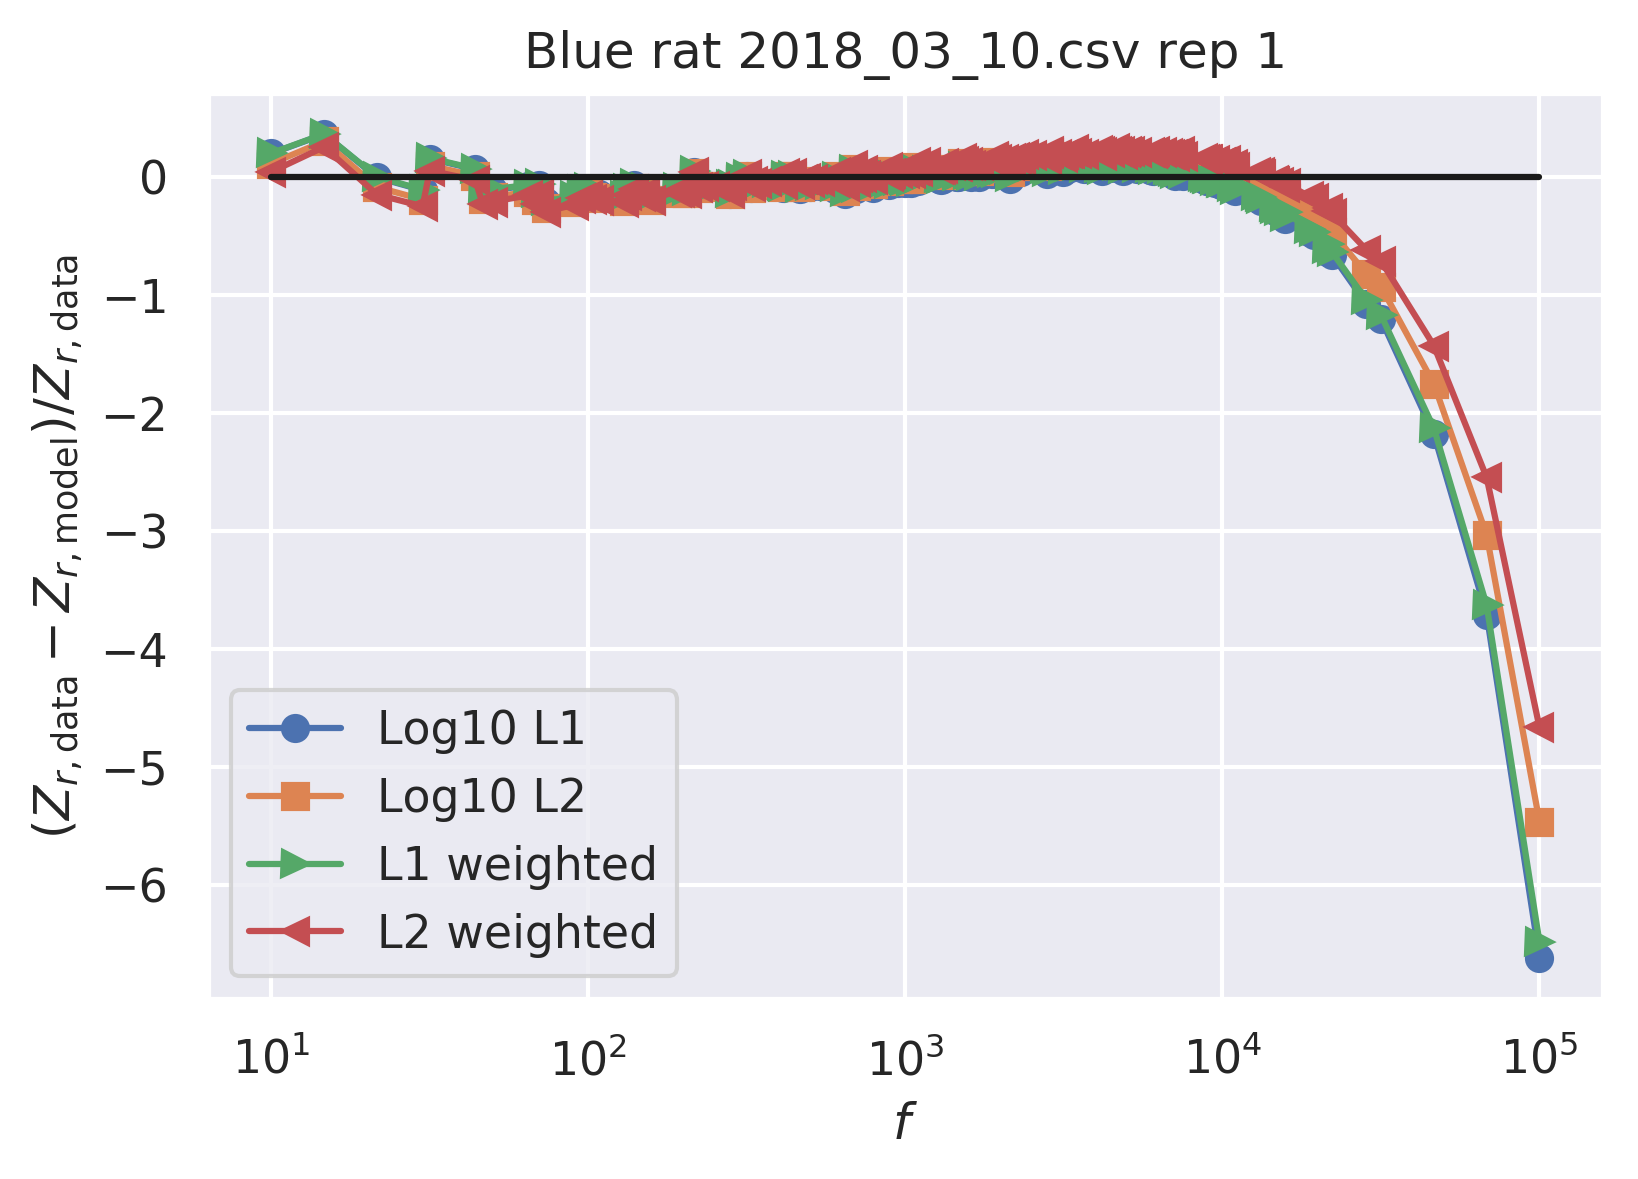 Blue rat 2018_03_10.csv rep 1
(Z_{r, data} − Z_{r, model})/Z_{r, data}
0
−1
−2
−3
−4
−5
−6
Log10 L1
Log10 L2
L1 weighted
L2 weighted
10^1 10^2 10^3 10^4 10^5
f